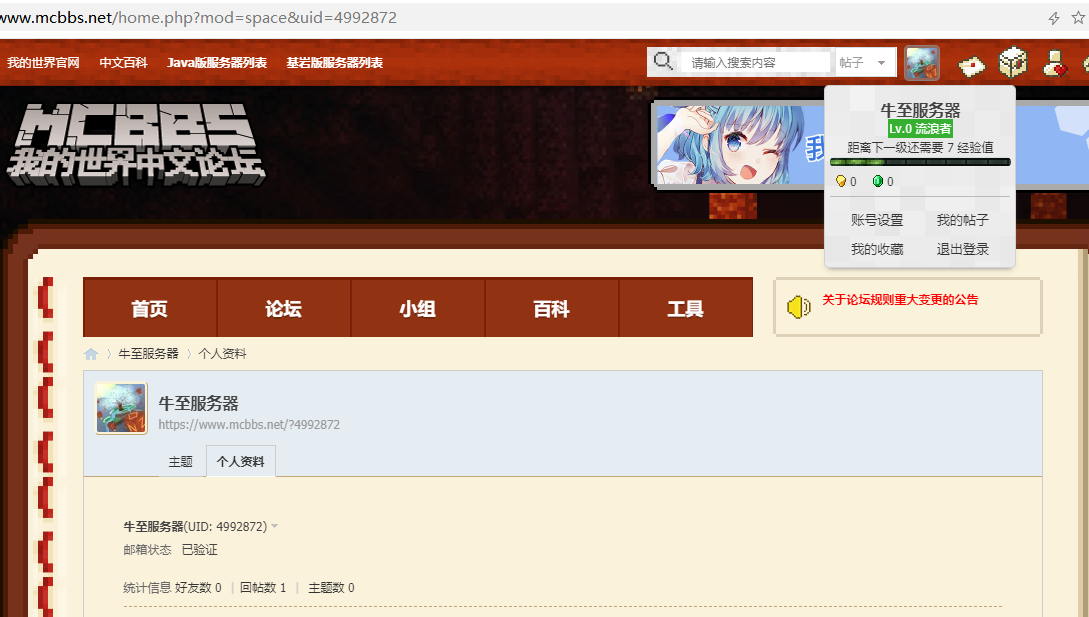 www.mcbbs.net/home.php?mod=space&uid=4992872
我的世界官网 中文百科 Java版服务器列表 基岩版服务器列表
请输入搜索内容 帖子
MCBBS
我的世界中文论坛
我
牛至服务器
Lv.0 流浪者
距离下一级还需要 7 经验值
0 0
账号设置 我的帖子
我的收藏 退出登录
首页 论坛 小组 百科 工具
关于论坛规则重大变更的公告
牛至服务器 个人资料
牛至服务器
https://www.mcbbs.net/?4992872
主题 个人资料
牛至服务器(UID: 4992872)
邮箱状态 已验证
统计信息 好友数 0 | 回帖数 1 | 主题数 0